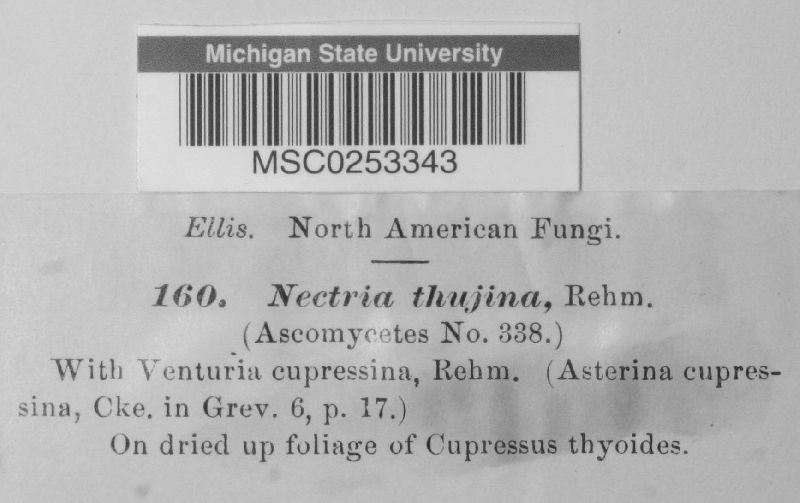 Michigan State University
MSC0253343
Ellis. North American Fungi.
160. Nectria thujina, Rehm.
(Ascomycetes No. 338.)
With Venturia cupressina, Rehm. (Asterina cupres-
sina, Cke. in Grev. 6, p. 17.)
On dried up foliage of Cupressus thyoides.